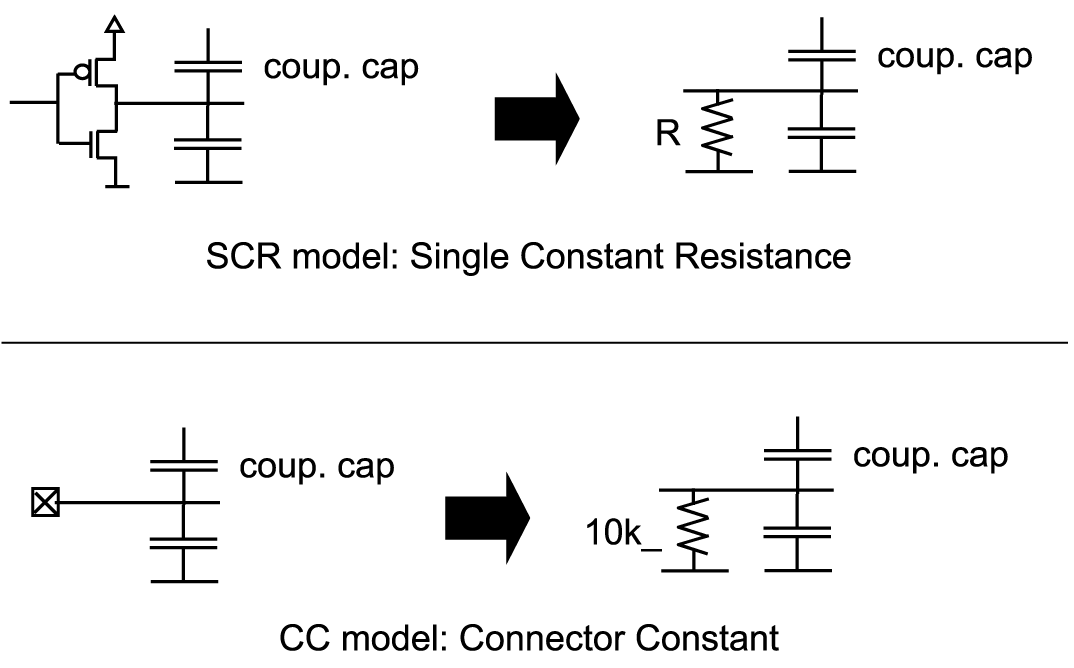 coup. cap
coup. cap
R
SCR model: Single Constant Resistance
coup. cap
coup. cap
10k_
CC model: Connector Constant